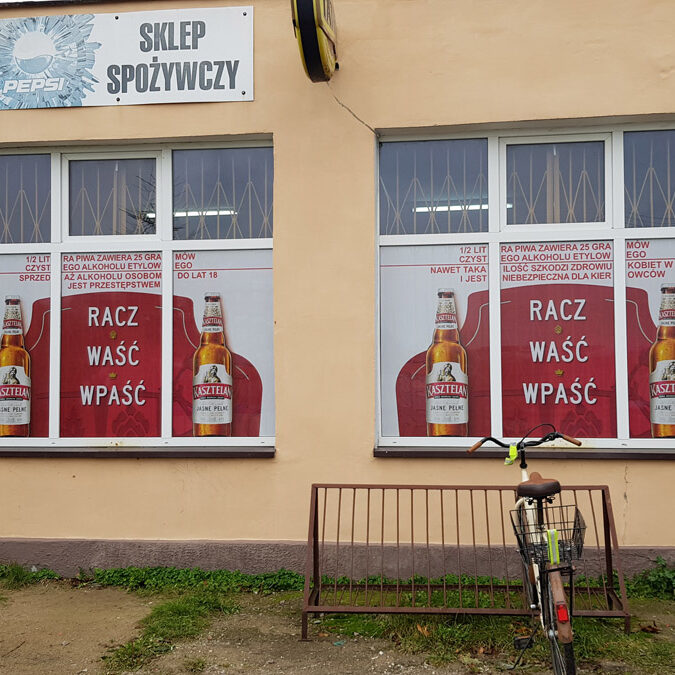 PEPSI
SKLEP
SPOŻYWCZY
1/2 LIT RA PIWA ZAWIERA 25 GRA MÓW
CZYST EGO ALKOHOLU ETYLOW EGO
SPRZED AŻ ALKOHOLU OSOBOM DO LAT 18
JEST PRZESTĘPSTWEM
RACZ
WAŚĆ
WPAŚĆ
KASZTELAN
JASNE PEŁNE
KASZTELAN
JASNE PEŁNE
1/2 LIT RA PIWA ZAWIERA 25 GRA MÓW
CZYST EGO ALKOHOLU ETYLOW EGO
NAWET TAKA ILOŚĆ SZKODZI ZDROWIU KOBIET W
I JEST NIEBEZPIECZNA DLA KIER OWCÓW
RACZ
WAŚĆ
WPAŚĆ
KASZTELAN
JASNE PEŁNE
KASZTELAN
JASNE PEŁNE